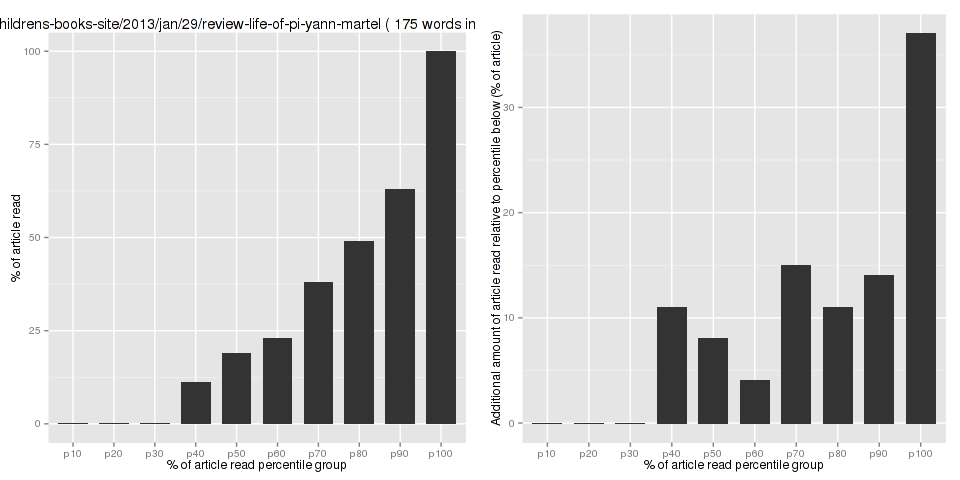 hildrens-books-site/2013/jan/29/review-life-of-pi-yann-martel ( 175 words in
% of article read
100
75
50
25
0
p10 p20 p30 p40 p50 p60 p70 p80 p90 p100
% of article read percentile group
Additional amount of article read relative to percentile below (% of article)
30
20
10
0
p10 p20 p30 p40 p50 p60 p70 p80 p90 p100
% of article read percentile group